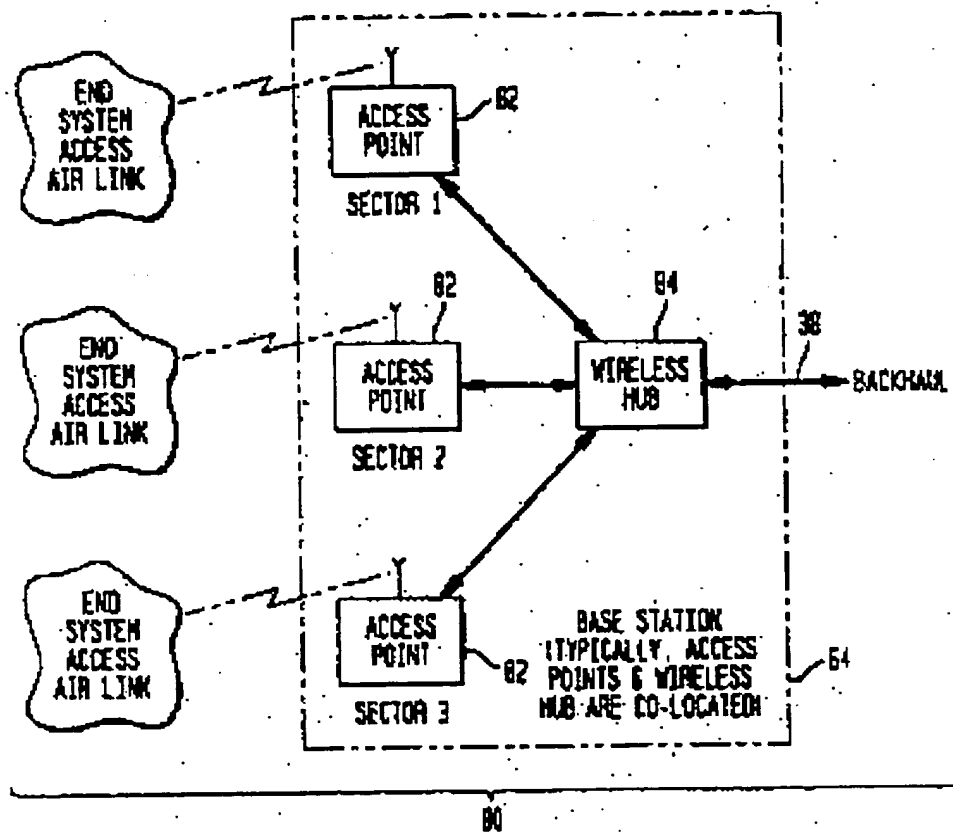 END
SYSTEM
ACCESS
AIR LINK
ACCESS
POINT
82
SECTOR 1
END
SYSTEM
ACCESS
AIR LINK
ACCESS
POINT
82
SECTOR 2
WIRELESS
HUB
84
38
BACKHAUL
END
SYSTEM
ACCESS
AIR LINK
ACCESS
POINT
82
SECTOR 3
BASE STATION
(TYPICALLY, ACCESS
POINTS & WIRELESS
HUB ARE CO-LOCATED)
64
80